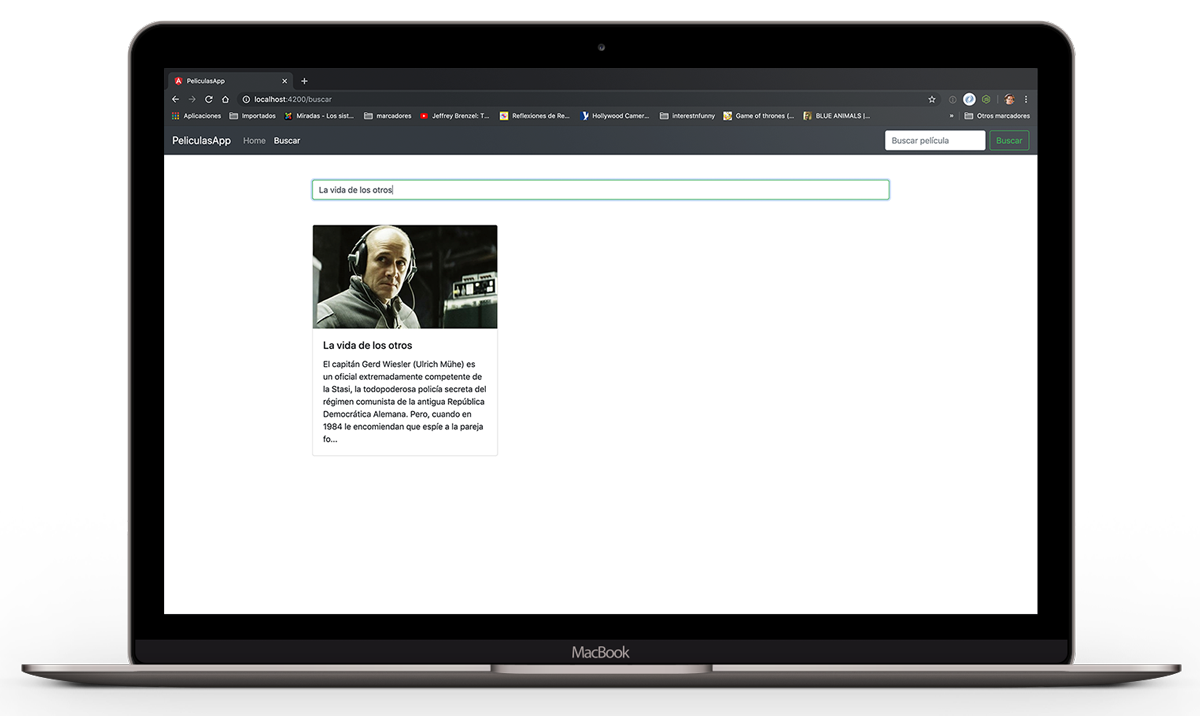 PeliculasApp
localhost:4200/buscar
Aplicaciones Importados Miradas - Los sist... marcadores Jeffrey Brenzel: T... Reflexiones de Re... Hollywood Camer... interestnfunny Game of thrones (... BLUE ANIMALS |... » Otros marcadores
PeliculasApp Home Buscar Buscar película Buscar
La vida de los otros
La vida de los otros
El capitán Gerd Wiesler (Ulrich Mühe) es
un oficial extremadamente competente de
la Stasi, la todopoderosa policía secreta del
régimen comunista de la antigua República
Democrática Alemana. Pero, cuando en
1984 le encomiendan que espíe a la pareja
fo...
MacBook